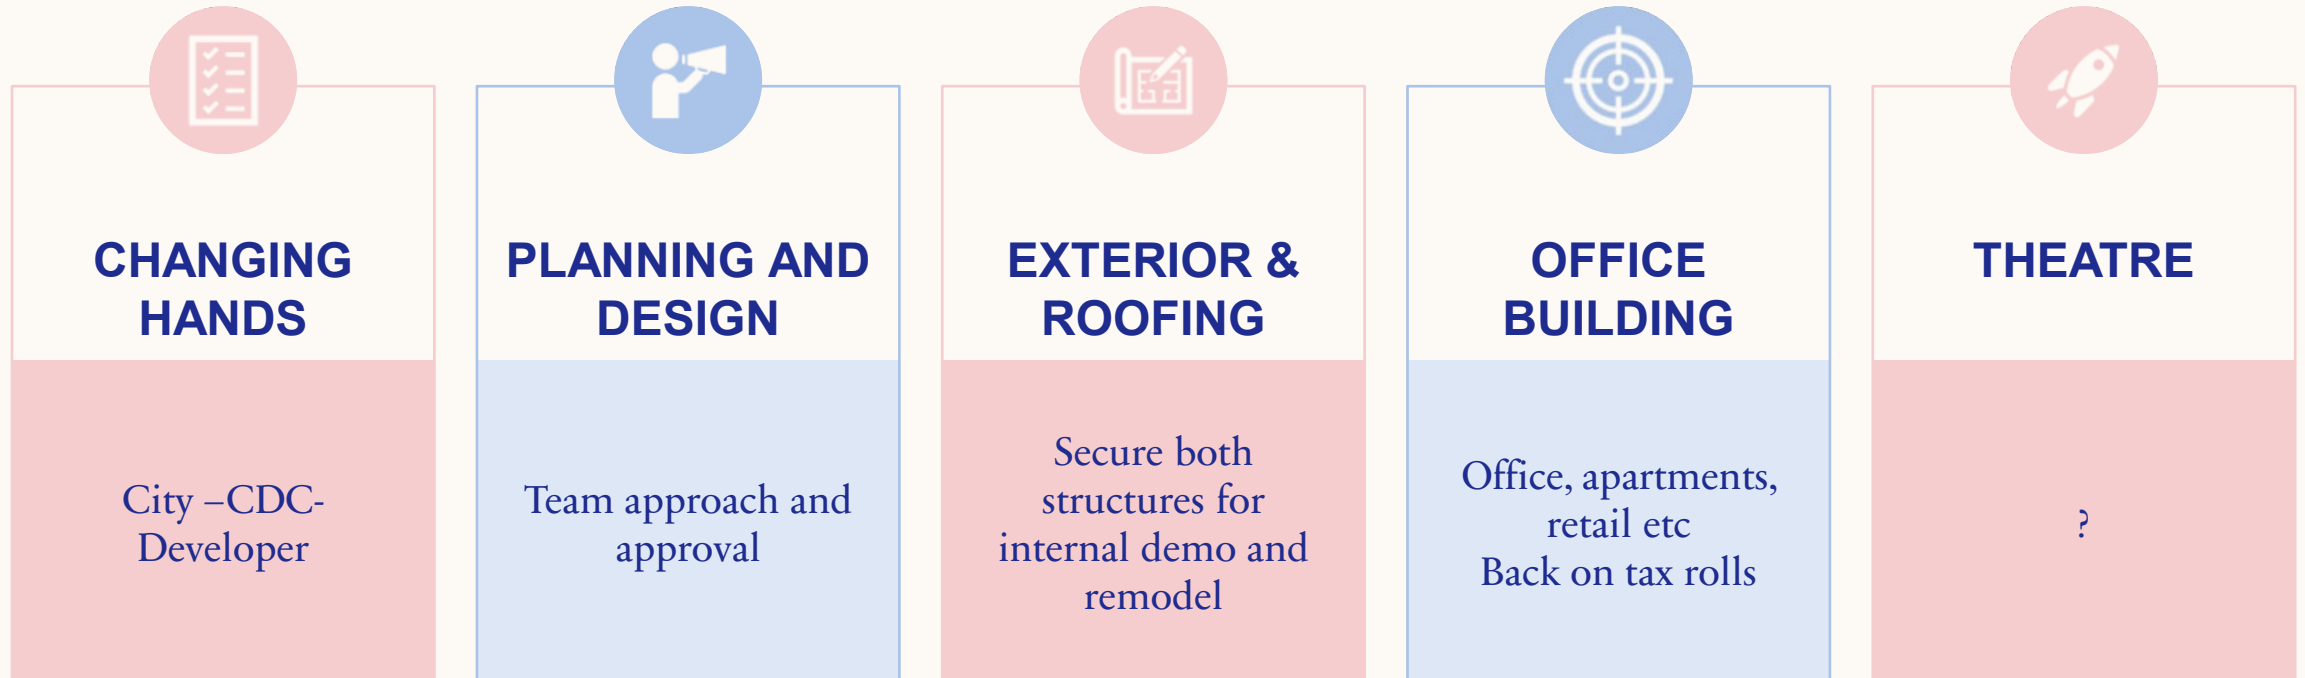 CHANGING
HANDS
City –CDC-
Developer
PLANNING AND
DESIGN
Team approach and
approval
EXTERIOR &
ROOFING
Secure both
structures for
internal demo and
remodel
OFFICE
BUILDING
Office, apartments,
retail etc
Back on tax rolls
THEATRE
?